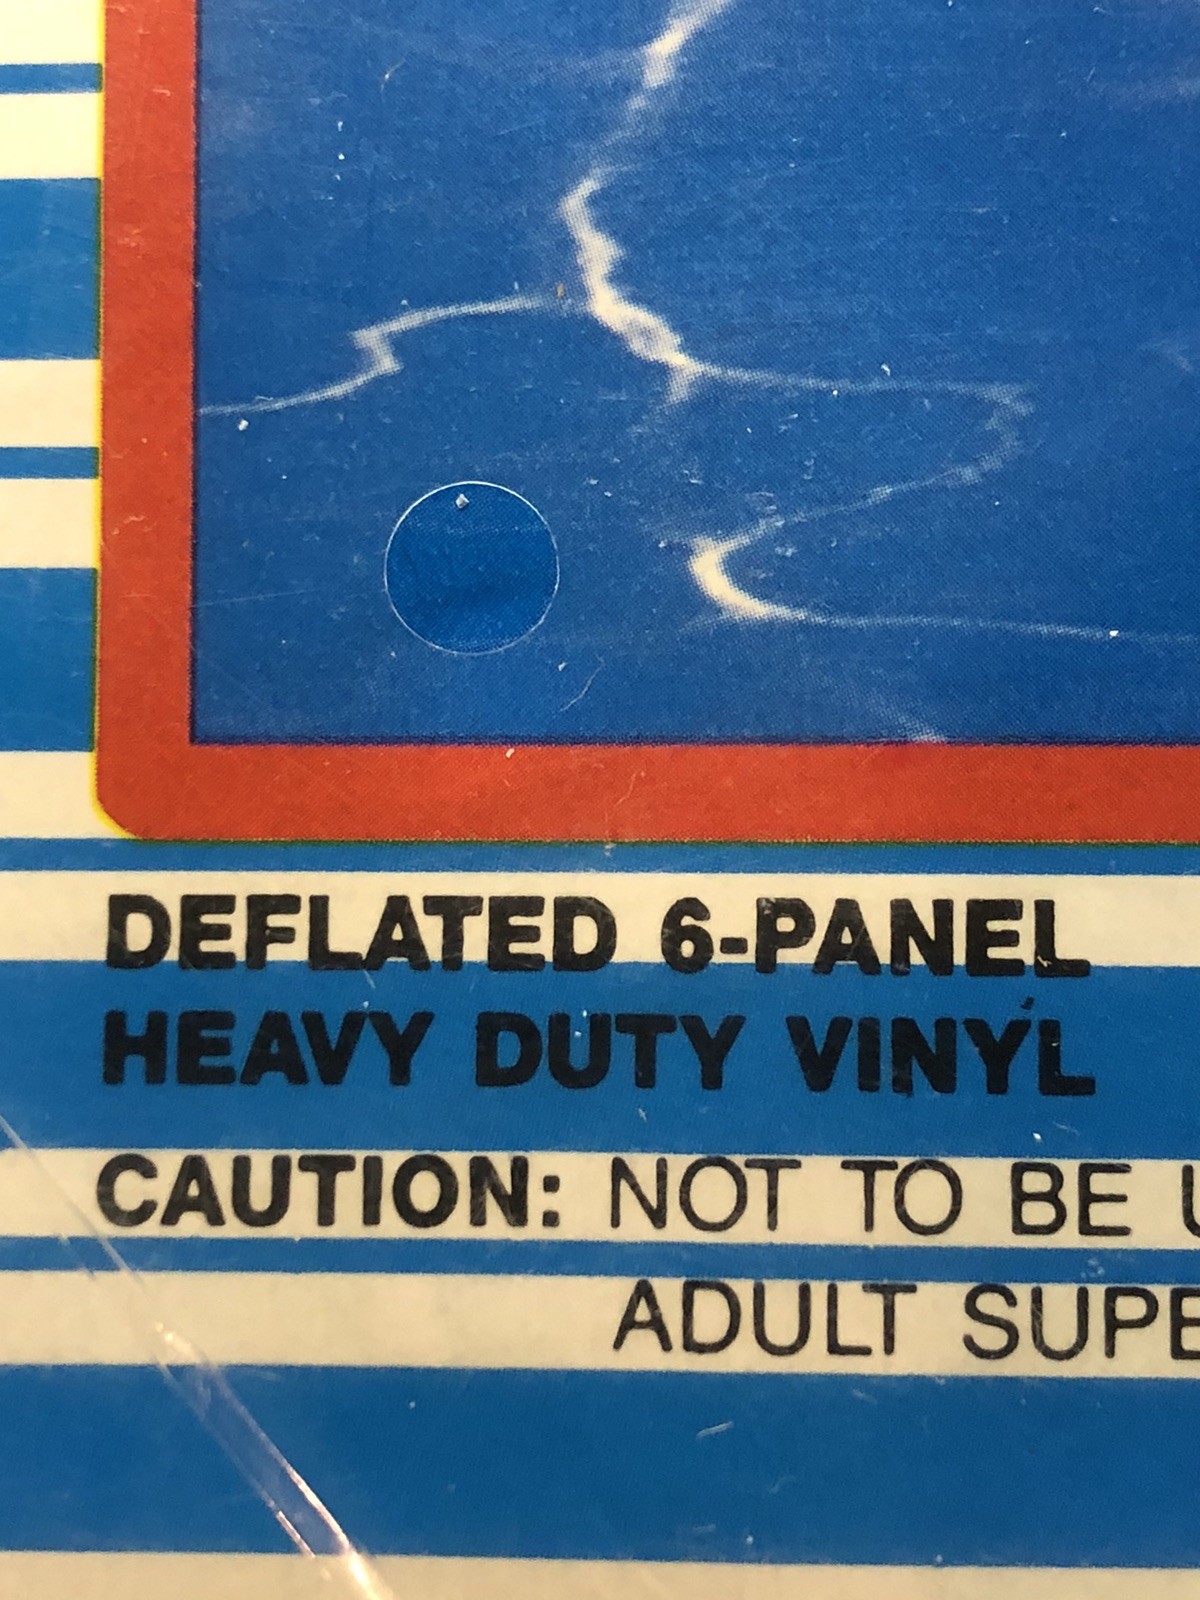 DEFLATED 6-PANEL
HEAVY DUTY VINYL
CAUTION: NOT TO BE
ADULT